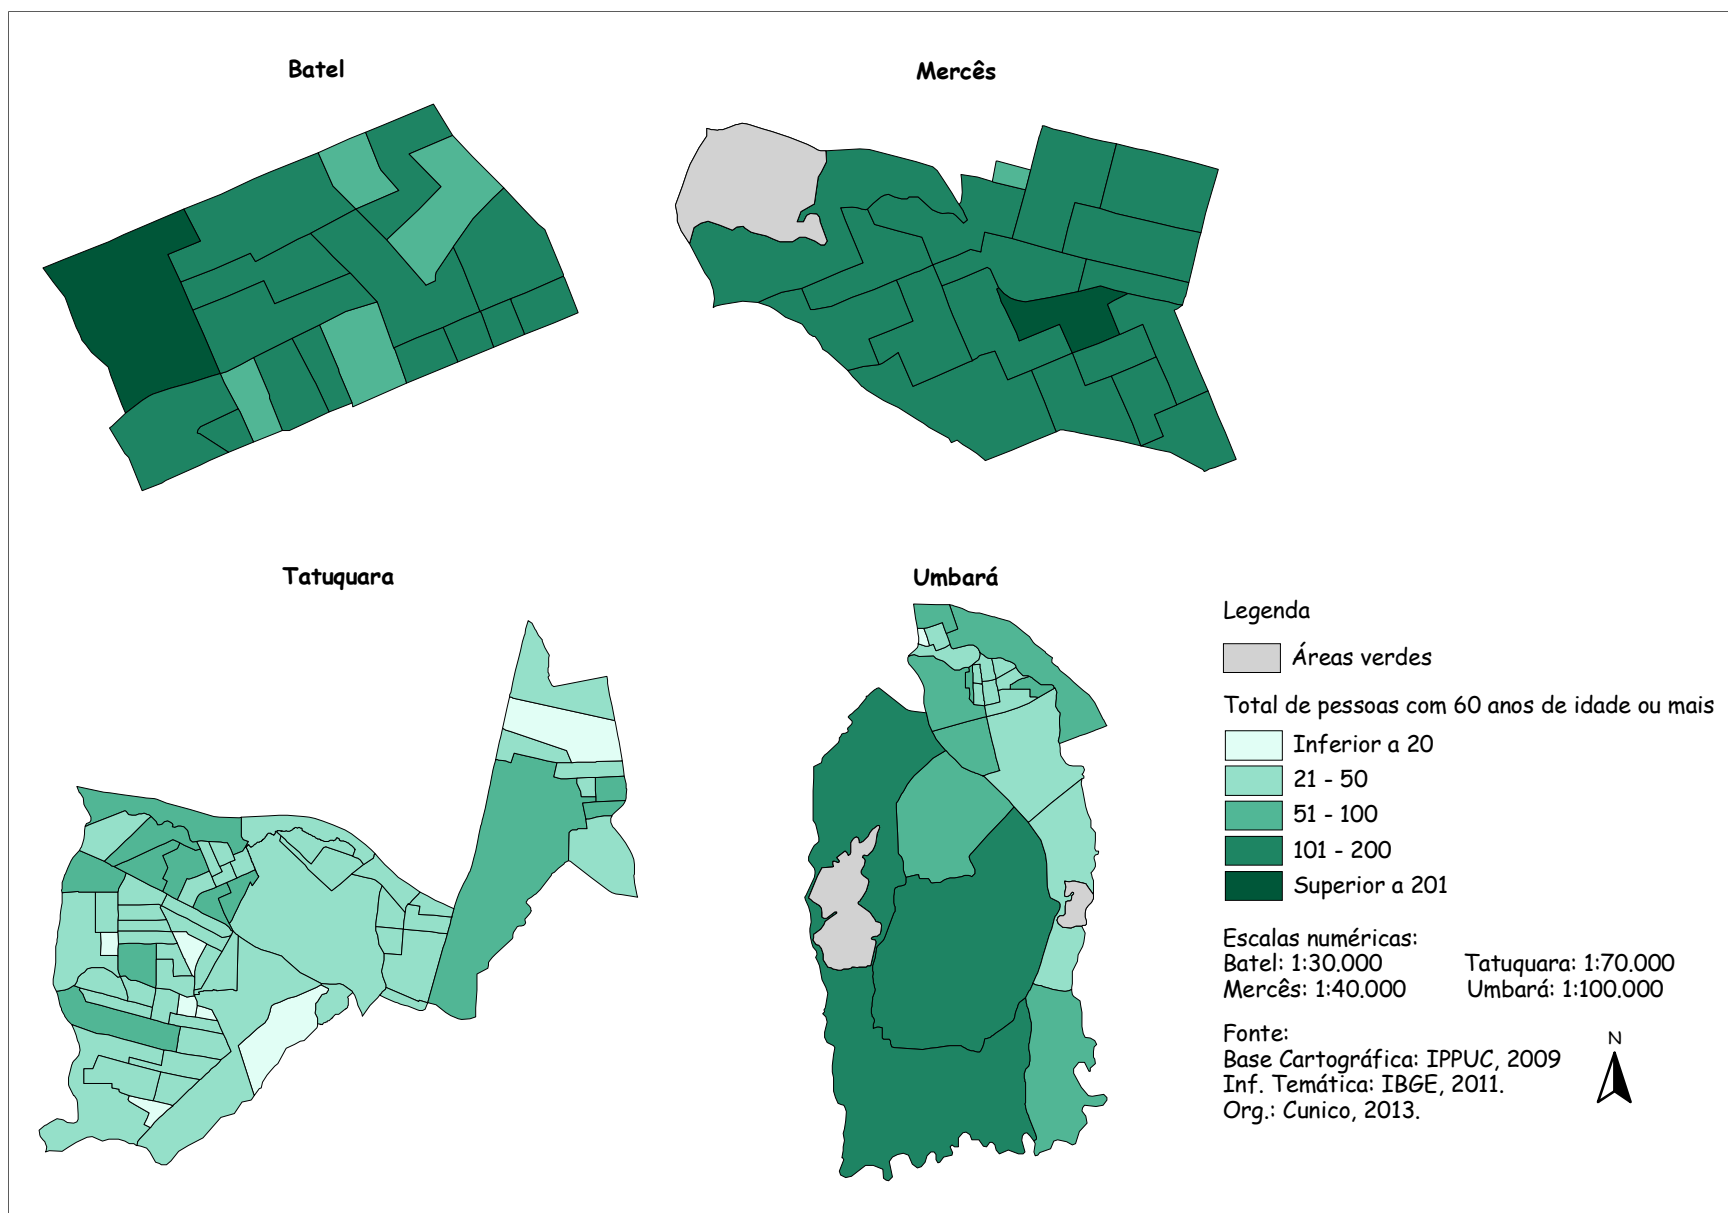 Batel
Mercês
Tatuquara
Umbará
Legenda
Áreas verdes
Total de pessoas com 60 anos de idade ou mais
Inferior a 20
21 - 50
51 - 100
101 - 200
Superior a 201
Escalas numéricas:
Batel: 1:30.000 Tatuquara: 1:70.000
Mercês: 1:40.000 Umbará: 1:100.000
Fonte:
Base Cartográfica: IPPUC, 2009
Inf. Temática: IBGE, 2011.
Org.: Cunico, 2013.
N